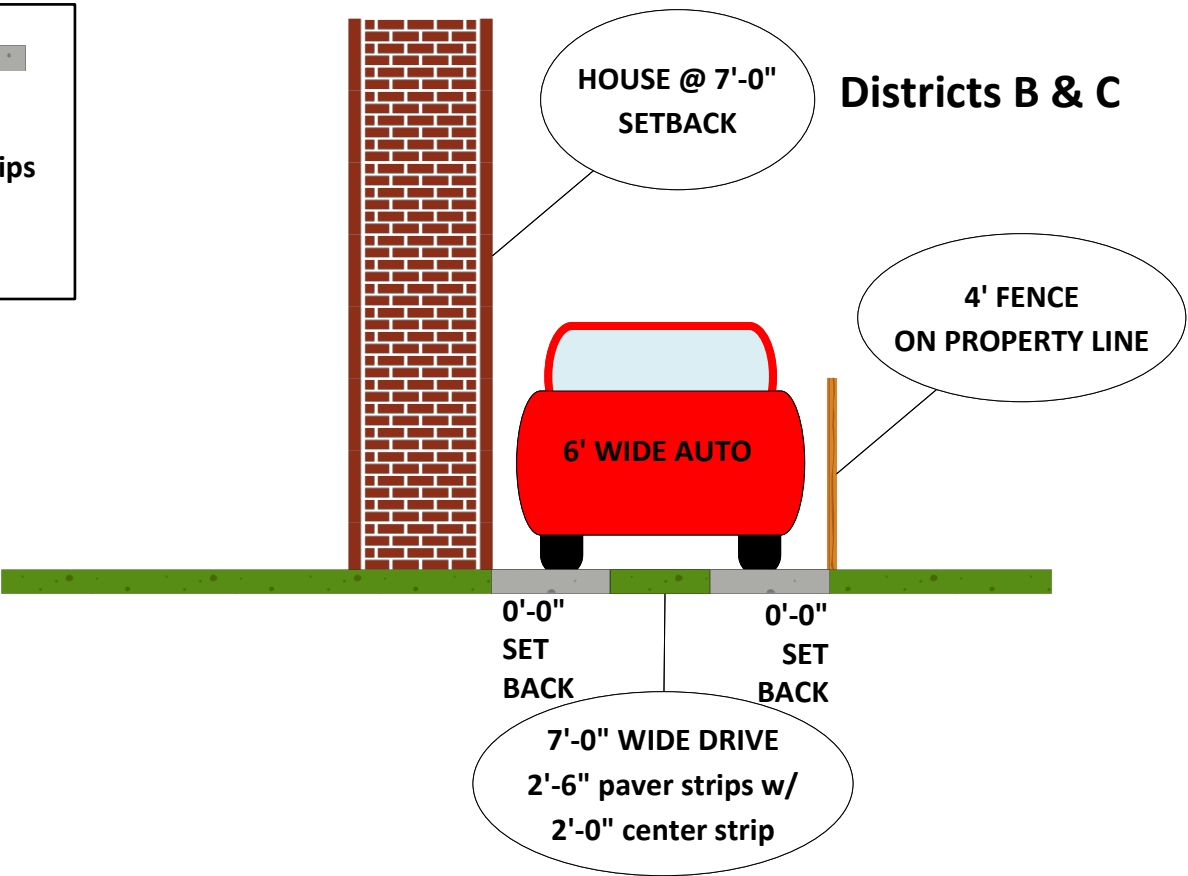 HOUSE @ 7'-0"
SETBACK
Districts B & C
4' FENCE
ON PROPERTY LINE
6' WIDE AUTO
0'-0"
SET
BACK
0'-0"
SET
BACK
7'-0" WIDE DRIVE
2'-6" paver strips w/
2'-0" center strip